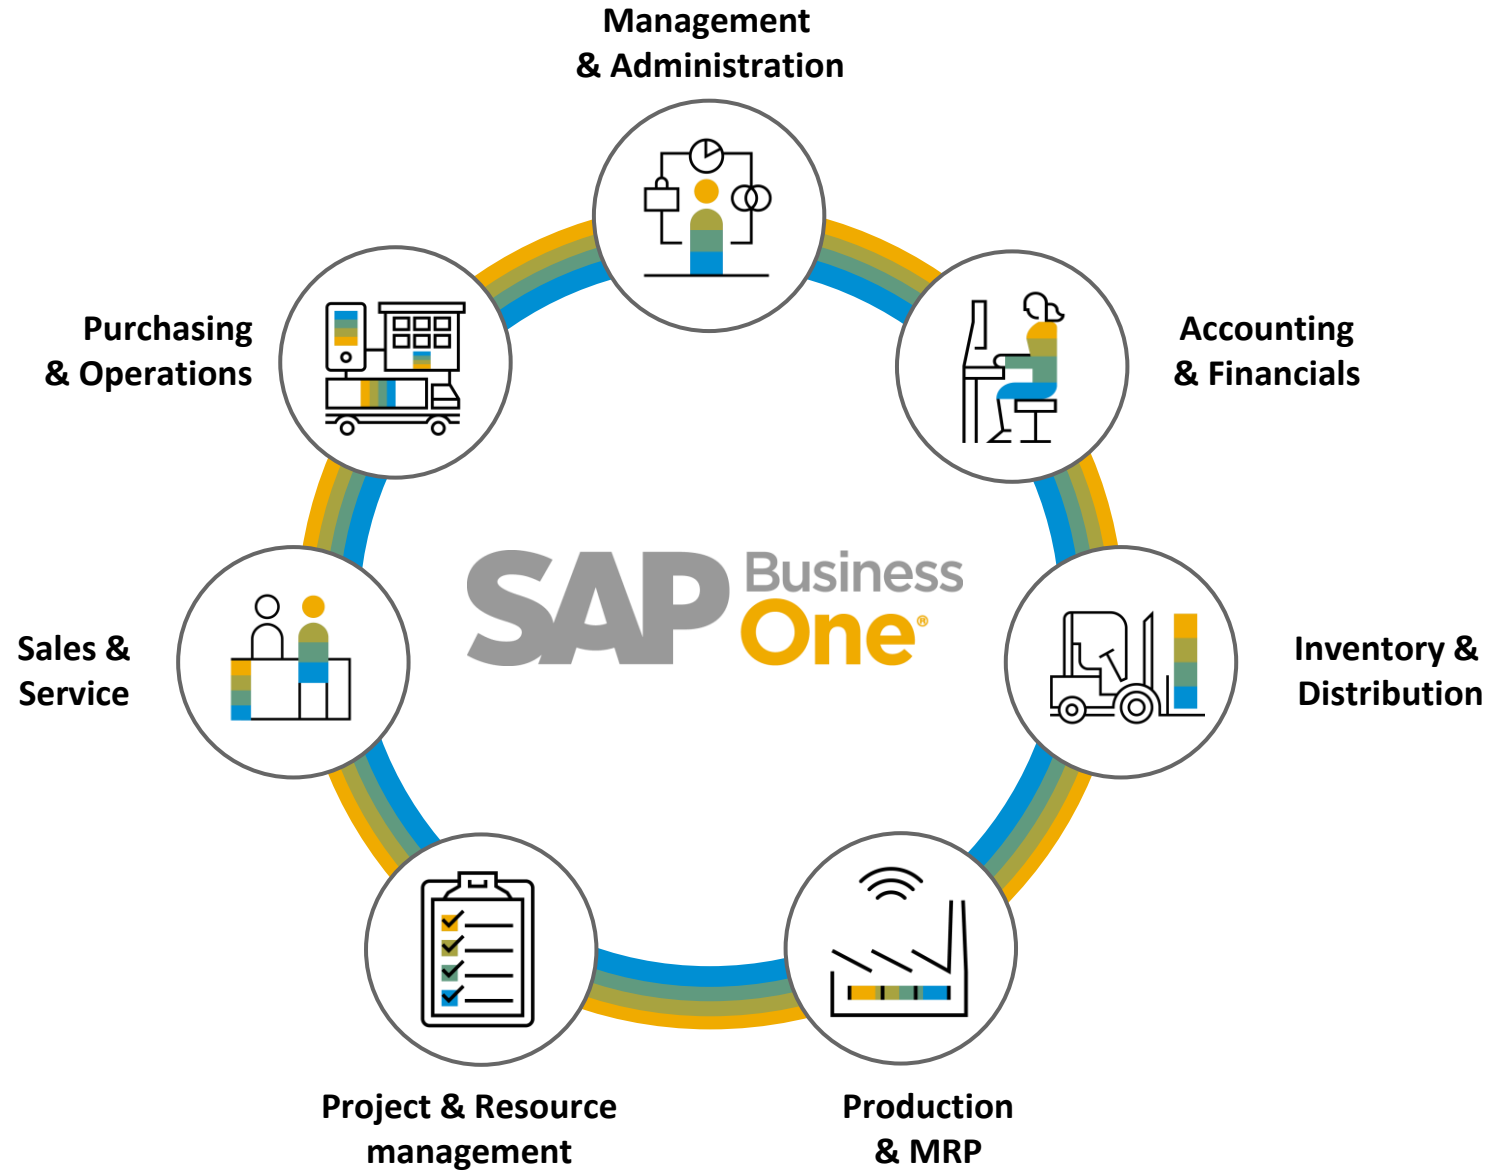 Management
& Administration
Purchasing
& Operations
Accounting
& Financials
SAP Business
One®
Sales &
Service
Inventory &
Distribution
Project & Resource
management
Production
& MRP